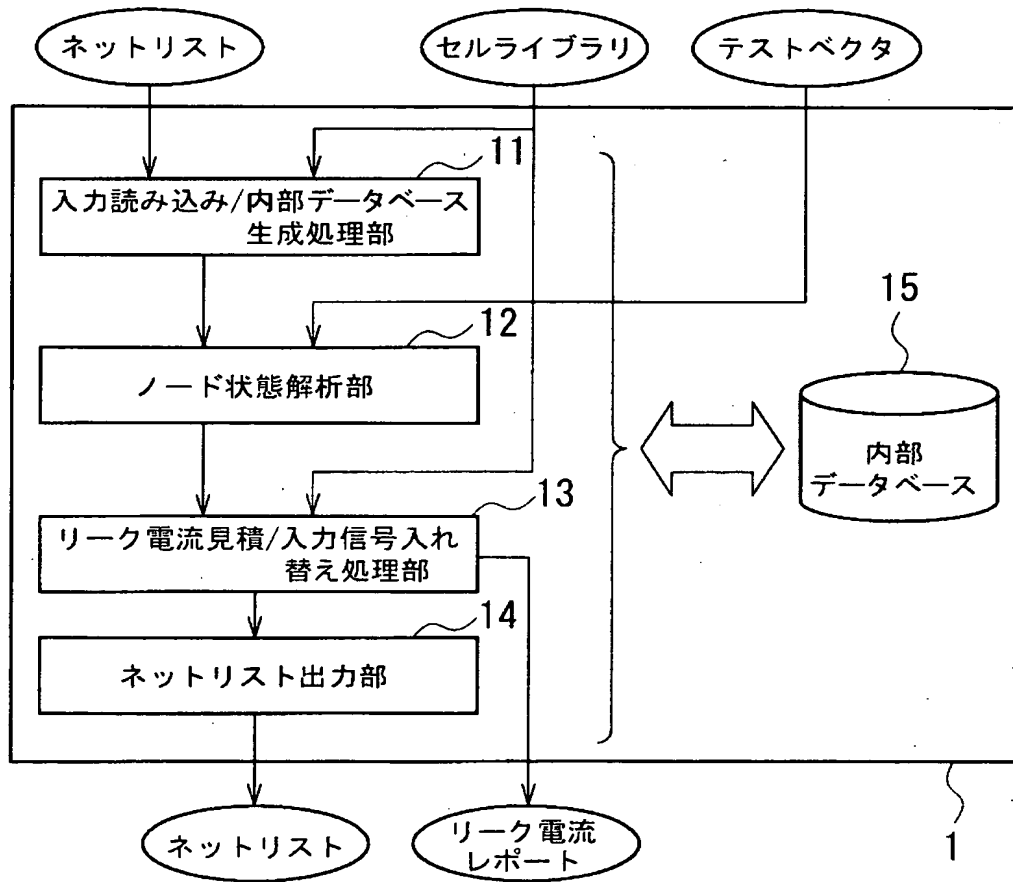 ネットリスト
セルライブラリ
テストベクタ
11
入力読み込み/内部データベース
生成処理部
12
ノード状態解析部
15
内部
データベース
13
リーク電流見積/入力信号入れ
替え処理部
14
ネットリスト出力部
1
ネットリスト
リーク電流
レポート